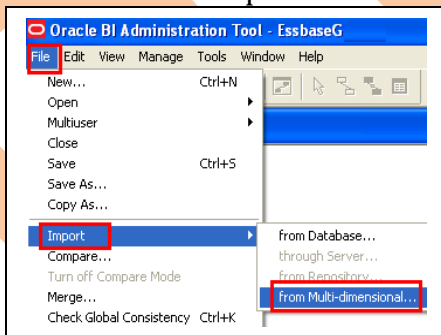 Oracle BI Administration Tool - EssbaseG
File Edit View Manage Tools Window Help
New... Ctrl+N
Open
Multiuser
Close
Save Ctrl+S
Save As...
Copy As...
Import
from Database...
Compare...
through Server...
Turn off Compare Mode
from Repository...
Merge...
from Multi-dimensional...
Check Global Consistency Ctrl+K